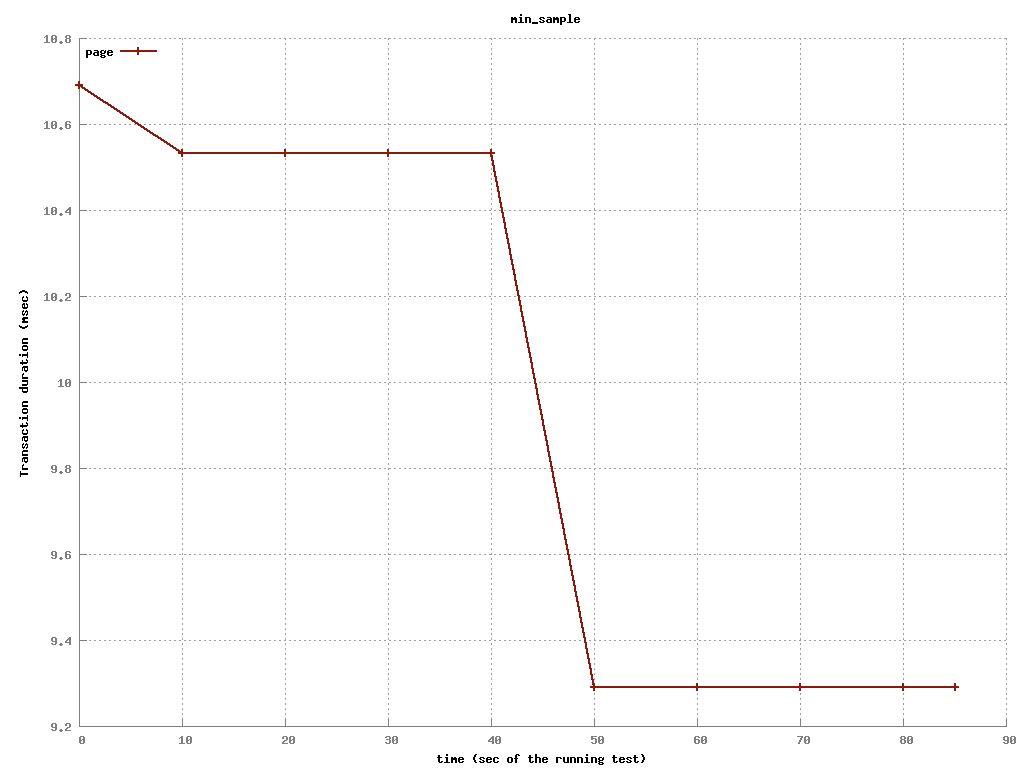 min_sample
10.8
page
10.6
10.4
10.2
10
9.8
9.6
9.4
9.2
Transaction duration (msec)
0 10 20 30 40 50 60 70 80 90
time (sec of the running test)